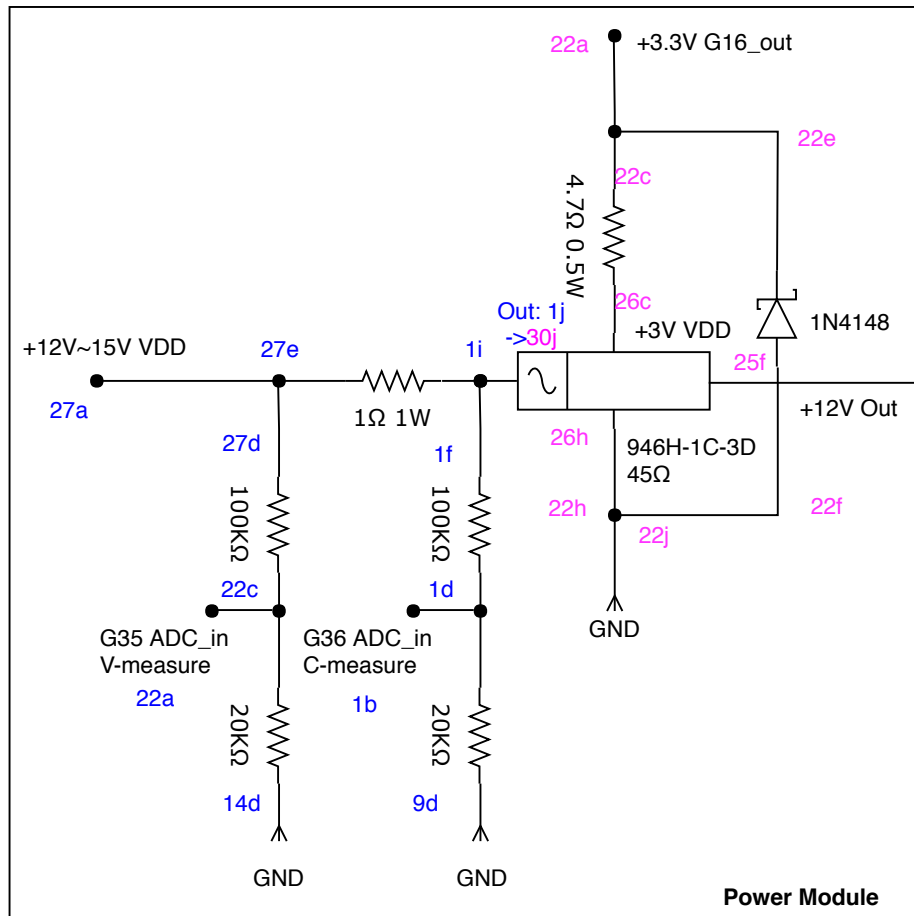 22a
+3.3V G16_out
22e
22c
4.7Ω 0.5W
26c
Out: 1j
->30j
+3V VDD
1N4148
+12V~15V VDD
27e
1i
25f
27a
1Ω 1W
+12V Out
27d
1f
26h
946H-1C-3D
45Ω
100KΩ
100KΩ
22h
22f
22j
22c
1d
GND
G35 ADC_in
V-measure
G36 ADC_in
C-measure
22a
1b
20KΩ
20KΩ
14d
9d
GND
GND
Power Module